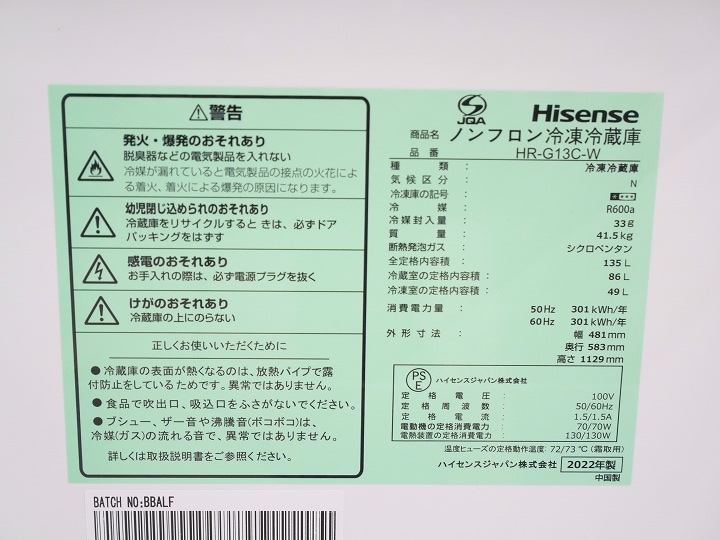 ⚠警告
発火・爆発のおそれあり
脱臭器などの電気製品を入れない
冷媒が漏れていると電気製品の接点の火花によ
る着火、着火による爆発の原因になります。
幼児閉じ込められのおそれあり
冷蔵庫をリサイクルすると きは、必ずドア
パッキングをはずす
感電のおそれあり
お手入れの際は、必ず電源プラグを抜く
けがのおそれあり
冷蔵庫の上にのらない
正しくお使いいただくために
●冷蔵庫の表面が熱くなるのは、放熱パイプで露
付防止をしているためです。異常ではありません。
●食品で吹出口、吸込口をふさがないでください。
●ブシュー、ザー音や沸騰音(ボコボコ)は、
冷媒(ガス)の流れる音で、異常ではありません。
詳しくは取扱説明書をご参照ください。
JQA
Hisense
商品名 ノンフロン冷凍冷蔵庫
品番 HR-G13C-W
種類 : 冷凍冷蔵庫
気候区分 : N
冷凍庫の記号 : ＊ ＊＊＊
冷媒 : R600a
冷媒封入量 : 33g
質量 : 41.5kg
断熱発泡ガス : シクロペンタン
全定格内容積 : 135L
冷蔵室の定格内容積 : 86L
冷凍室の定格内容積 : 49L
消費電力量 : 50Hz 301kWh/年
60Hz 301kWh/年
外形寸法 : 幅 481mm
奥行 583mm
高さ 1129mm
PS
E
ハイセンスジャパン株式会社
定格電圧 : 100V
定格周波数 : 50/60Hz
定格電流 : 1.5/1.5A
電動機の定格消費電力 : 70/70W
電熱装置の定格消費電力 : 130/130W
温度ヒューズの定格動作温度: 72/73℃(霜取用)
ハイセンスジャパン株式会社 2022年製
中国製
BATCH NO:BBALF